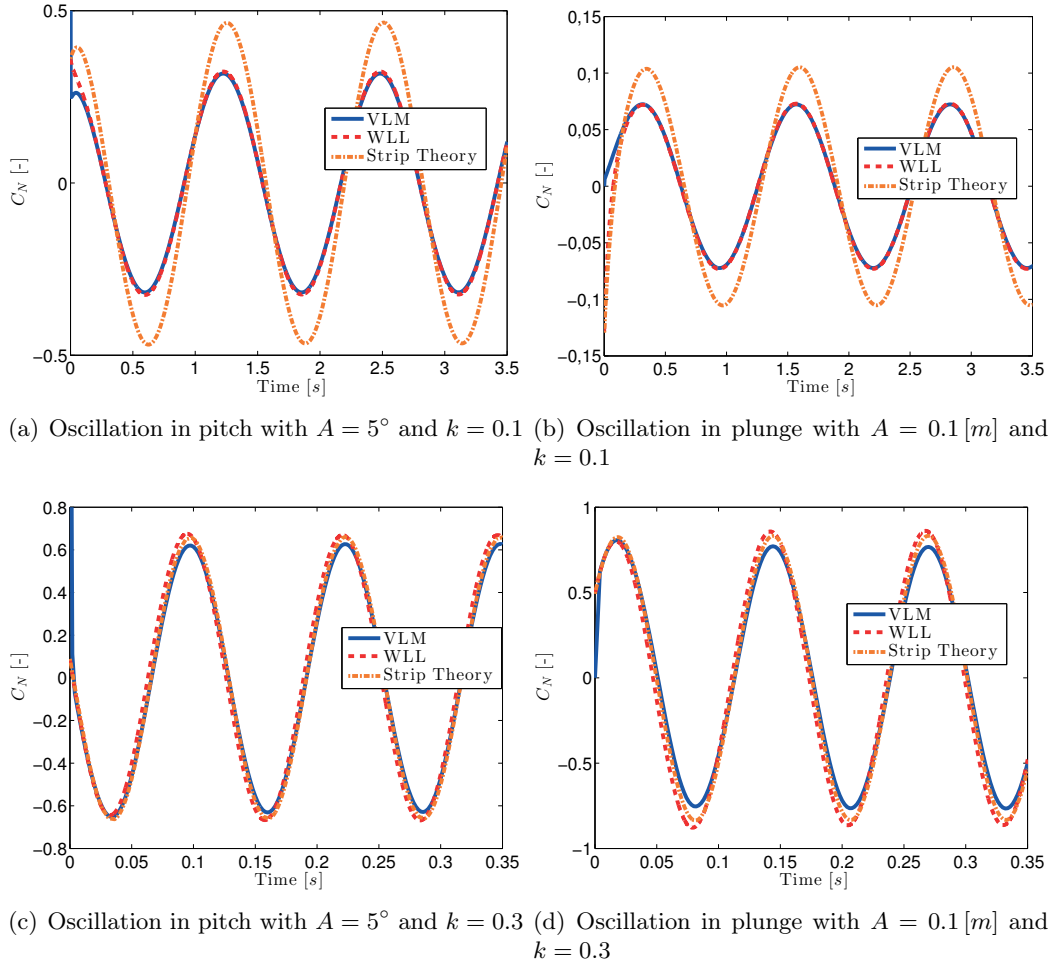 0.5
0
−0.5
C_N [-]
0 0.5 1 1.5 2 2.5 3 3.5
Time [s]
VLM
WLL
Strip Theory
0,15
0,1
0,05
0
−0,05
−0,1
−0,15
C_N [-]
0 0.5 1 1.5 2 2.5 3 3.5
Time [s]
VLM
WLL
Strip Theory
(a) Oscillation in pitch with A = 5° and k = 0.1
(b) Oscillation in plunge with A = 0.1 [m] and
k = 0.1
0.8
0.6
0.4
0.2
0
−0.2
−0.4
−0.6
−0.8
C_N [-]
0 0.05 0.1 0.15 0.2 0.25 0.3 0.35
Time [s]
VLM
WLL
Strip Theory
1
0.5
0
−0.5
−1
C_N [-]
0 0.05 0.1 0.15 0.2 0.25 0.3 0.35
Time [s]
VLM
WLL
Strip Theory
(c) Oscillation in pitch with A = 5° and k = 0.3
(d) Oscillation in plunge with A = 0.1 [m] and
k = 0.3